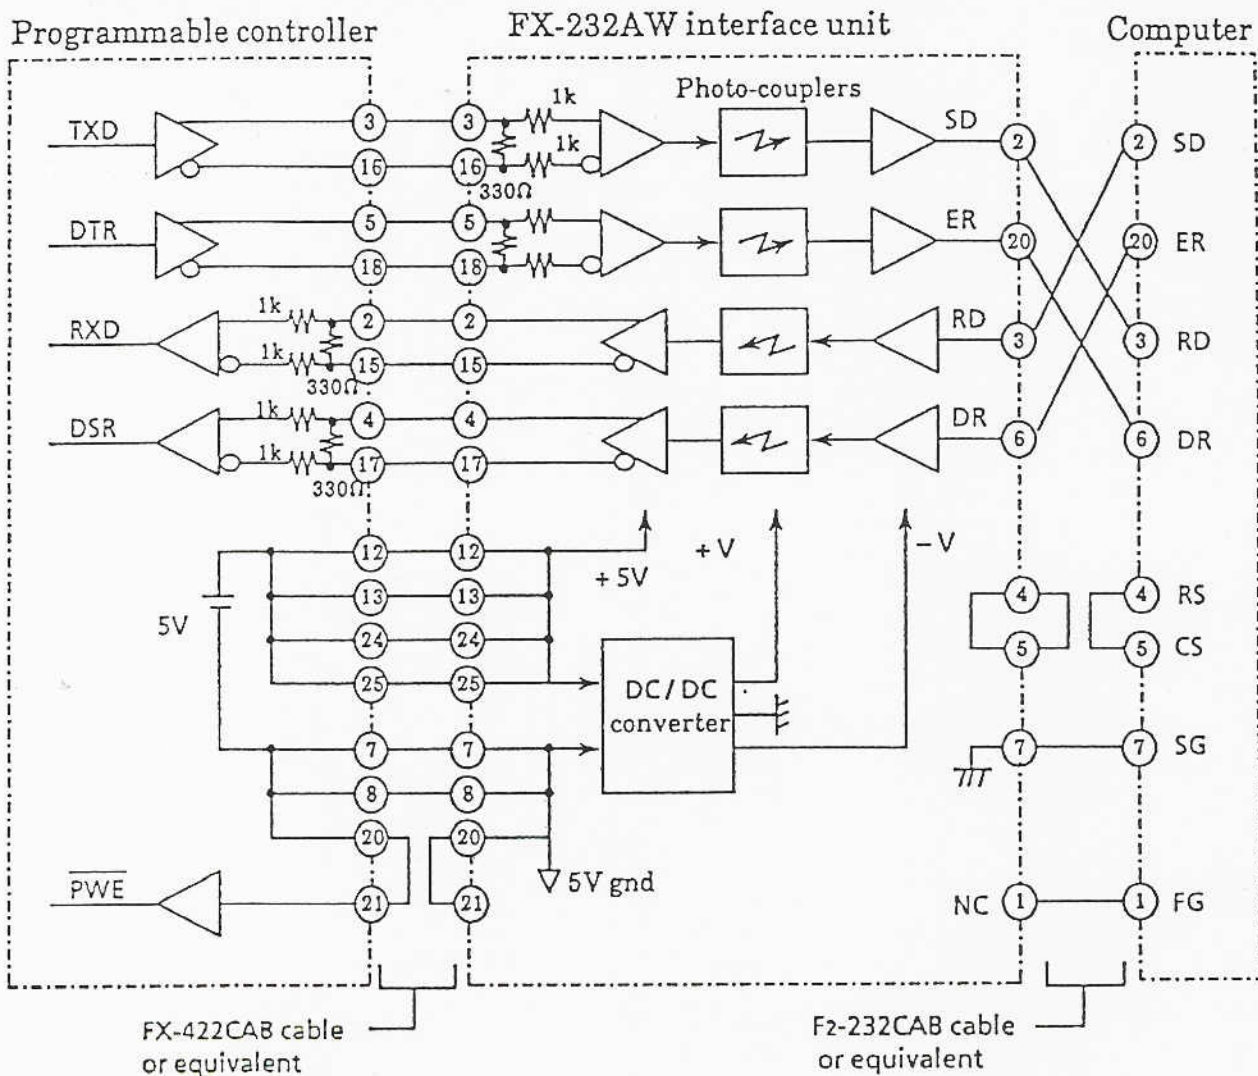 Programmable controller
FX-232AW interface unit
Computer
Photo-couplers
TXD 3 3 1k SD 2 2 SD
16 16 1k
330Ω
DTR 5 5 ER 20 20 ER
18 18
RXD 1k 2 2 RD 3 3 RD
1k 15 15
330Ω
DSR 1k 4 4 DR 6 6 DR
1k 17 17
330Ω
12 12 +5V +V -V
5V 13 13 4 4 RS
24 24 5 5 CS
25 25 DC/DC
converter
7 7 7 7 SG
8 8
20 20
5V gnd
PWE 21 21 NC 1 1 FG
FX-422CAB cable
or equivalent
F2-232CAB cable
or equivalent